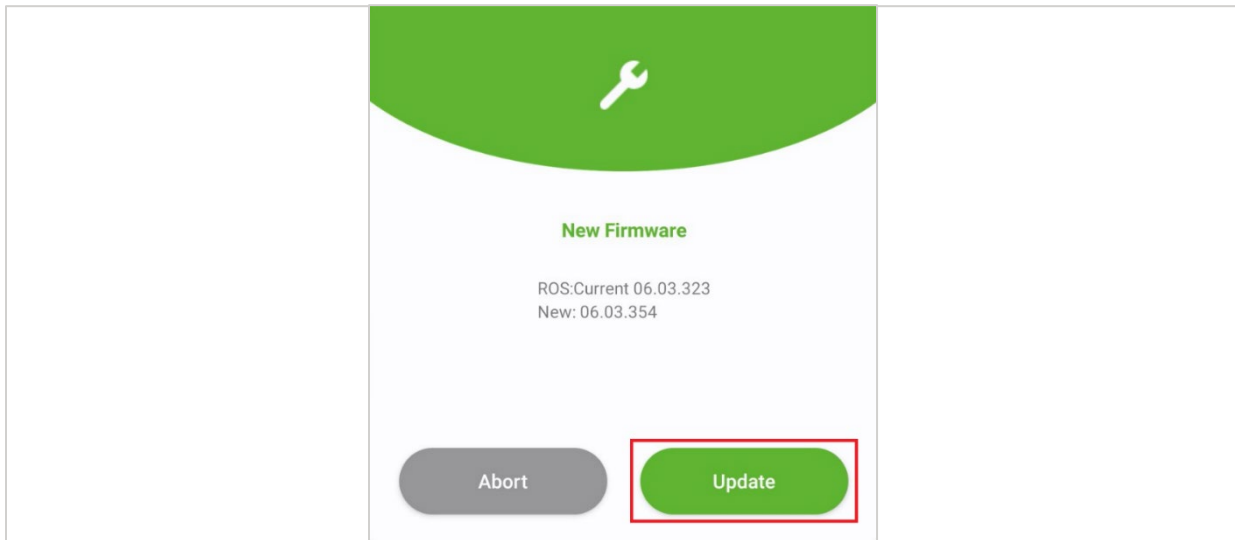 New Firmware
ROS:Current 06.03.323
New: 06.03.354
Abort
Update